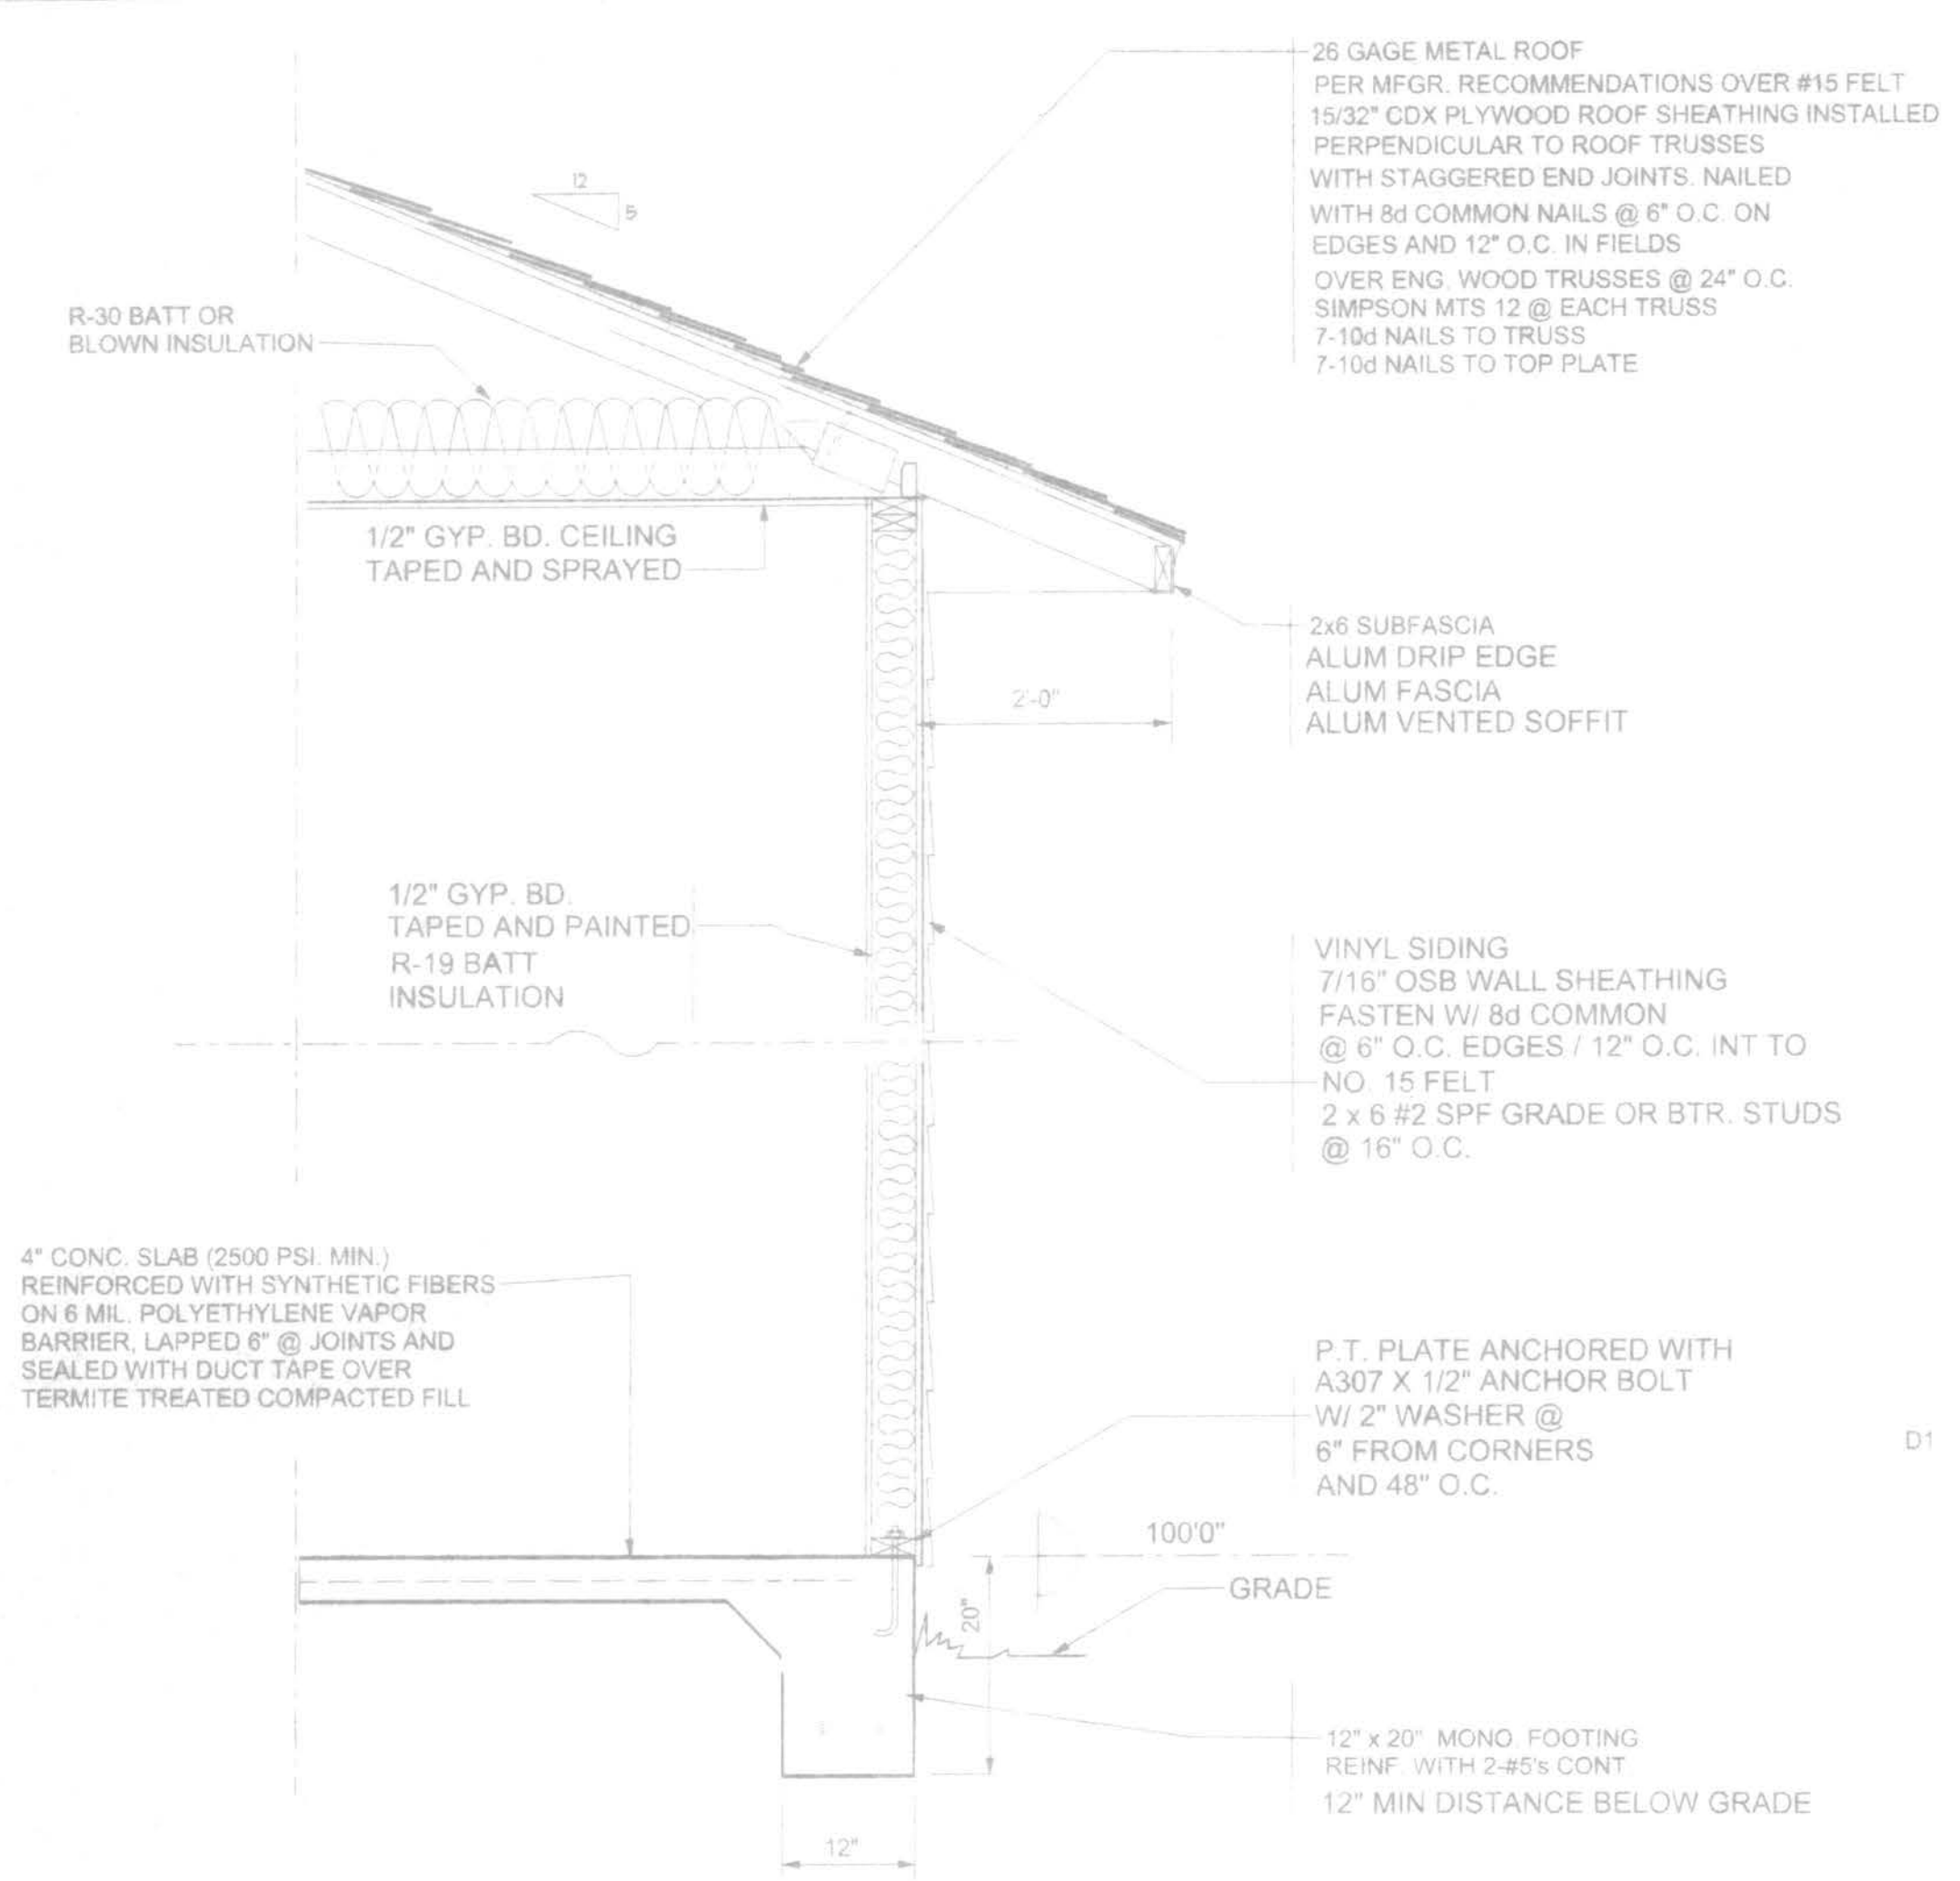 26 GAGE METAL ROOF
PER MFGR. RECOMMENDATIONS OVER #15 FELT
15/32" CDX PLYWOOD ROOF SHEATHING INSTALLED
PERPENDICULAR TO ROOF TRUSSES
WITH STAGGERED END JOINTS. NAILED
WITH 8d COMMON NAILS @ 6" O.C. ON
EDGES AND 12" O.C. IN FIELDS
OVER ENG. WOOD TRUSSES @ 24" O.C.
SIMPSON MTS 12 @ EACH TRUSS
7-10d NAILS TO TRUSS
7-10d NAILS TO TOP PLATE
12
5
R-30 BATT OR
BLOWN INSULATION
1/2" GYP. BD. CEILING
TAPED AND SPRAYED
2x6 SUBFASCIA
ALUM DRIP EDGE
ALUM FASCIA
ALUM VENTED SOFFIT
2'-0"
1/2" GYP. BD.
TAPED AND PAINTED
R-19 BATT
INSULATION
VINYL SIDING
7/16" OSB WALL SHEATHING
FASTEN W/ 8d COMMON
@ 6" O.C. EDGES / 12" O.C. INT TO
NO. 15 FELT
2 x 6 #2 SPF GRADE OR BTR. STUDS
@ 16" O.C.
4" CONC. SLAB (2500 PSI. MIN.)
REINFORCED WITH SYNTHETIC FIBERS
ON 6 MIL. POLYETHYLENE VAPOR
BARRIER, LAPPED 6" @ JOINTS AND
SEALED WITH DUCT TAPE OVER
TERMITE TREATED COMPACTED FILL
P.T. PLATE ANCHORED WITH
A307 X 1/2" ANCHOR BOLT
W/ 2" WASHER @
6" FROM CORNERS
AND 48" O.C.
D1
100'0"
GRADE
20"
12" x 20" MONO. FOOTING
REINF. WITH 2-#5's CONT
12" MIN DISTANCE BELOW GRADE
12"